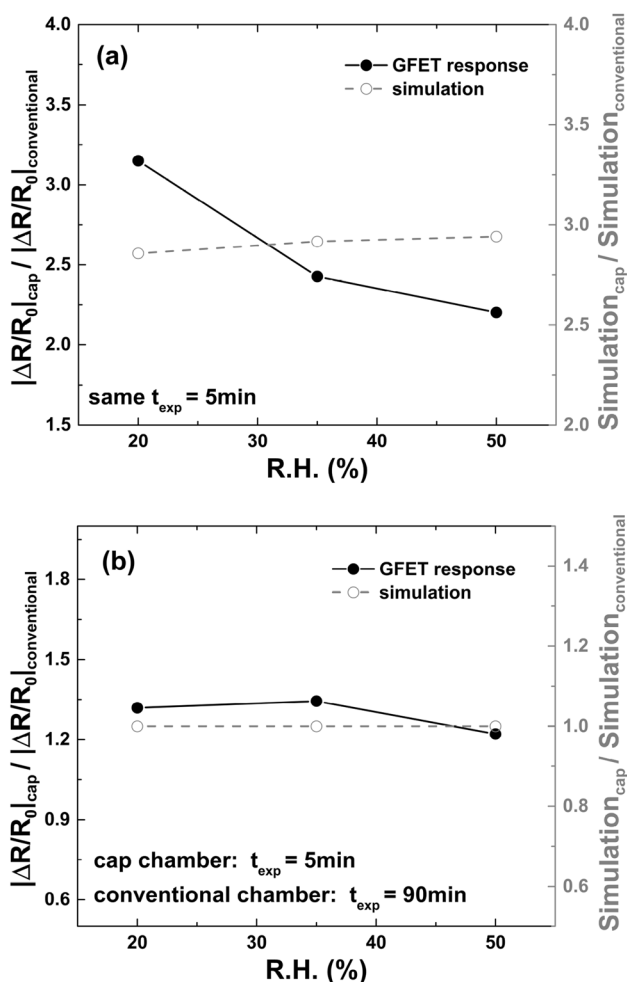 (a)
GFET response
simulation
4.0
3.5
3.0
2.5
2.0
1.5
|ΔR/R₀|cap / |ΔR/R₀|conventional
4.0
3.5
3.0
2.5
2.0
Simulationcap / Simulationconventional
same texp = 5min
20 30 40 50
R.H. (%)
(b)
GFET response
simulation
1.8
1.5
1.2
0.9
0.6
|ΔR/R₀|cap / |ΔR/R₀|conventional
1.4
1.2
1.0
0.8
0.6
Simulationcap / Simulationconventional
cap chamber: texp = 5min
conventional chamber: texp = 90min
20 30 40 50
R.H. (%)